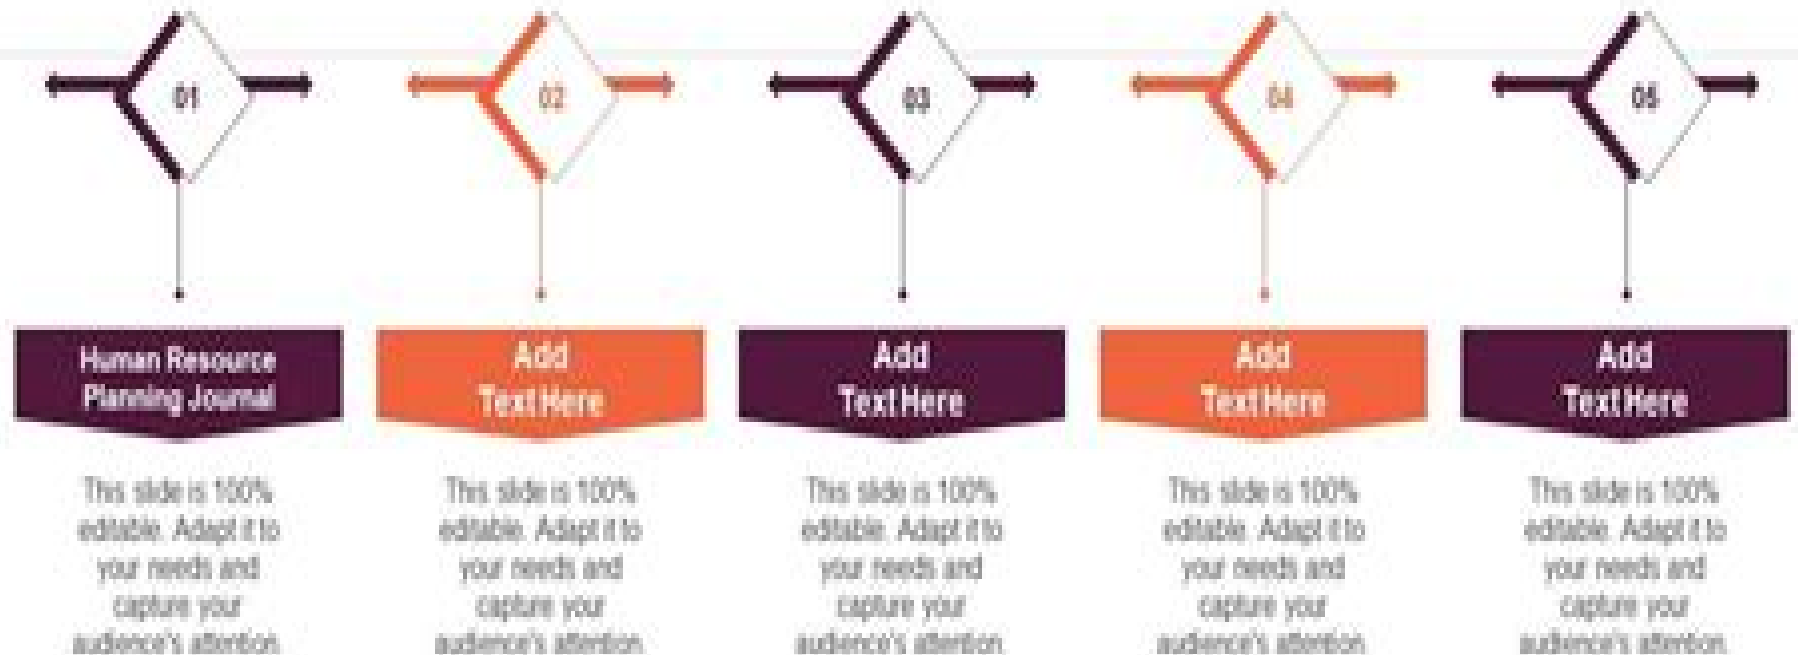 01
02
03
04
05
Human Resource
Planning Journal
Add
Text Here
Add
Text Here
Add
Text Here
Add
Text Here
This slide is 100%
editable. Adapt it to
your needs and
capture your
audience's attention.
This slide is 100%
editable. Adapt it to
your needs and
capture your
audience's attention.
This slide is 100%
editable. Adapt it to
your needs and
capture your
audience's attention.
This slide is 100%
editable. Adapt it to
your needs and
capture your
audience's attention.
This slide is 100%
editable. Adapt it to
your needs and
capture your
audience's attention.